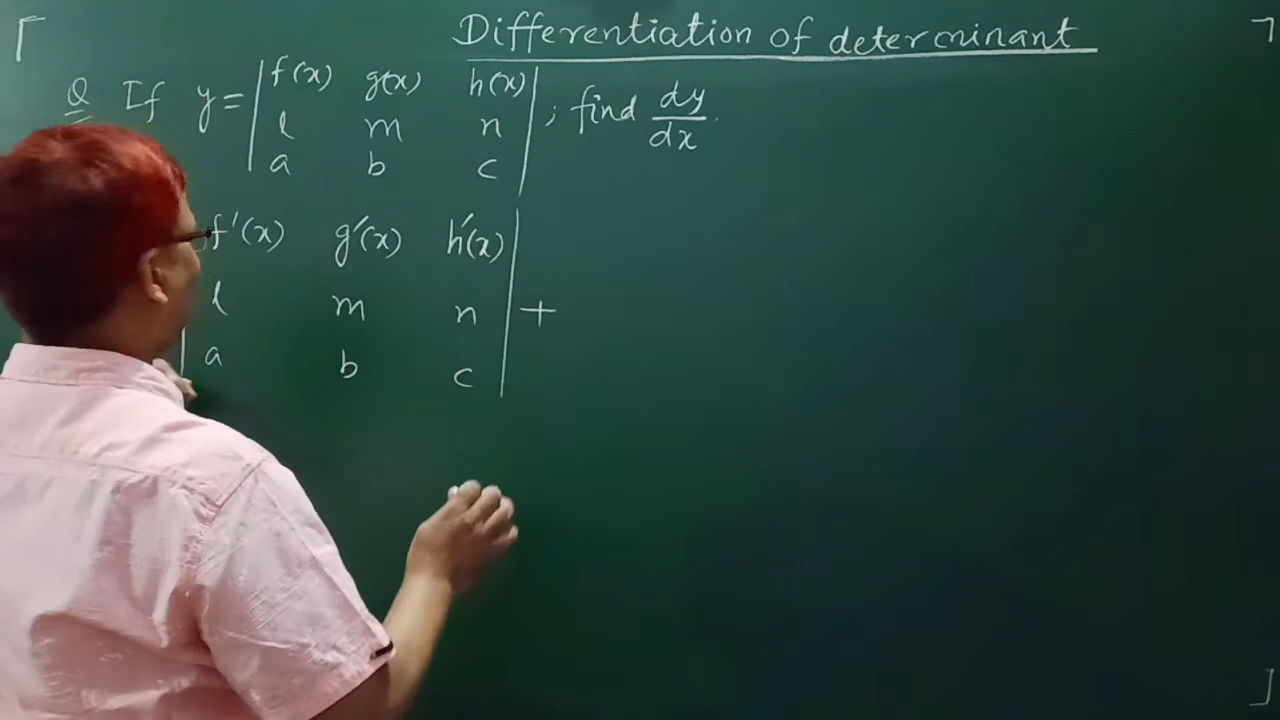 Differentiation of determinant
Q If y = | f(x) g(x) h(x) | ; find dy/dx.
l m n
a b c
f'(x) g'(x) h'(x)
l m n +
a b c